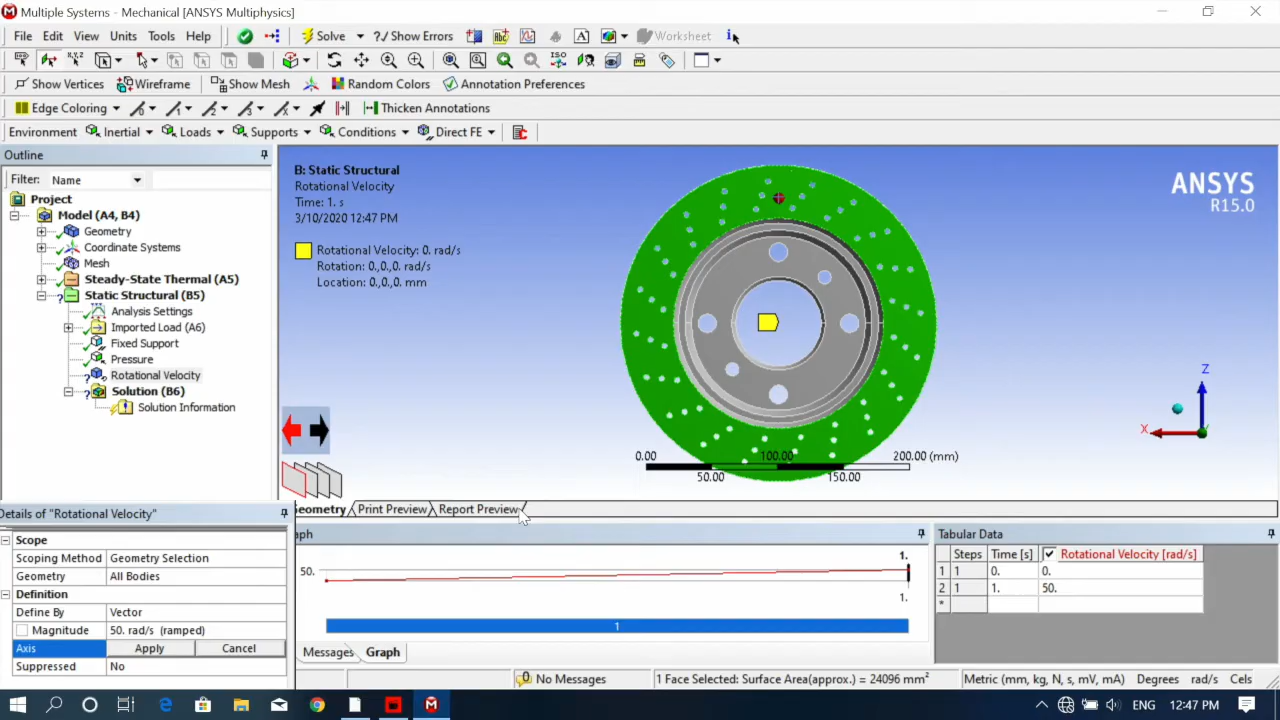 Multiple Systems - Mechanical [ANSYS Multiphysics]
File Edit View Units Tools Help Solve ?/ Show Errors A Worksheet i
ISO
Show Vertices Wireframe Show Mesh Random Colors Annotation Preferences
Edge Coloring Thicken Annotations
Environment Inertial Loads Supports Conditions Direct FE
Outline
Filter: Name
Project
Model (A4, B4)
Geometry
Coordinate Systems
Mesh
Steady-State Thermal (A5)
Static Structural (B5)
Analysis Settings
Imported Load (A6)
Fixed Support
Pressure
Rotational Velocity
Solution (B6)
Solution Information
B: Static Structural
Rotational Velocity
Time: 1. s
3/10/2020 12:47 PM
Rotational Velocity: 0. rad/s
Rotation: 0.,0.,0. rad/s
Location: 0.,0.,0. mm
ANSYS
R15.0
Z
X
0.00 100.00 200.00 (mm)
50.00 150.00
eometry Print Preview Report Preview
Details of "Rotational Velocity"
Scope
Scoping Method Geometry Selection
Geometry All Bodies
Definition
Define By Vector
Magnitude 50. rad/s (ramped)
Axis Apply Cancel
Suppressed No
aph
1.
50.
1.
1
Messages Graph
Tabular Data
Steps Time [s] Rotational Velocity [rad/s]
1 1 0. 0.
2 1 1. 50.
*
0 No Messages 1 Face Selected: Surface Area(approx.) = 24096 mm² Metric (mm, kg, N, s, mV, mA) Degrees rad/s Cels
ENG 12:47 PM